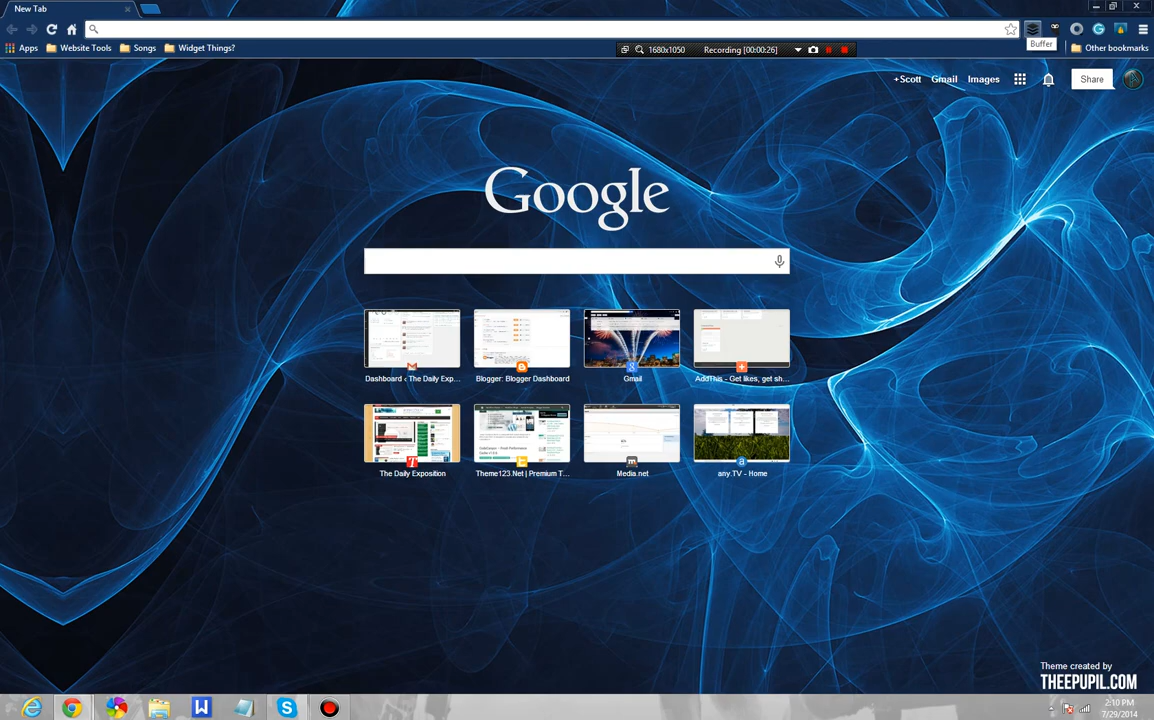 New Tab
Apps Website Tools Songs Widget Things?
1680x1050 Recording [00:00:26]
Buffer
Other bookmarks
+Scott Gmail Images Share
Google
Dashboard ‹ The Daily Expo...
Blogger: Blogger Dashboard
Gmail
AddThis - Get likes, get sh...
The Daily Exposition
Theme123.Net | Premium T...
Media.net
any.TV - Home
Theme created by
THEEPUPIL.COM
2:10 PM
7/29/2014